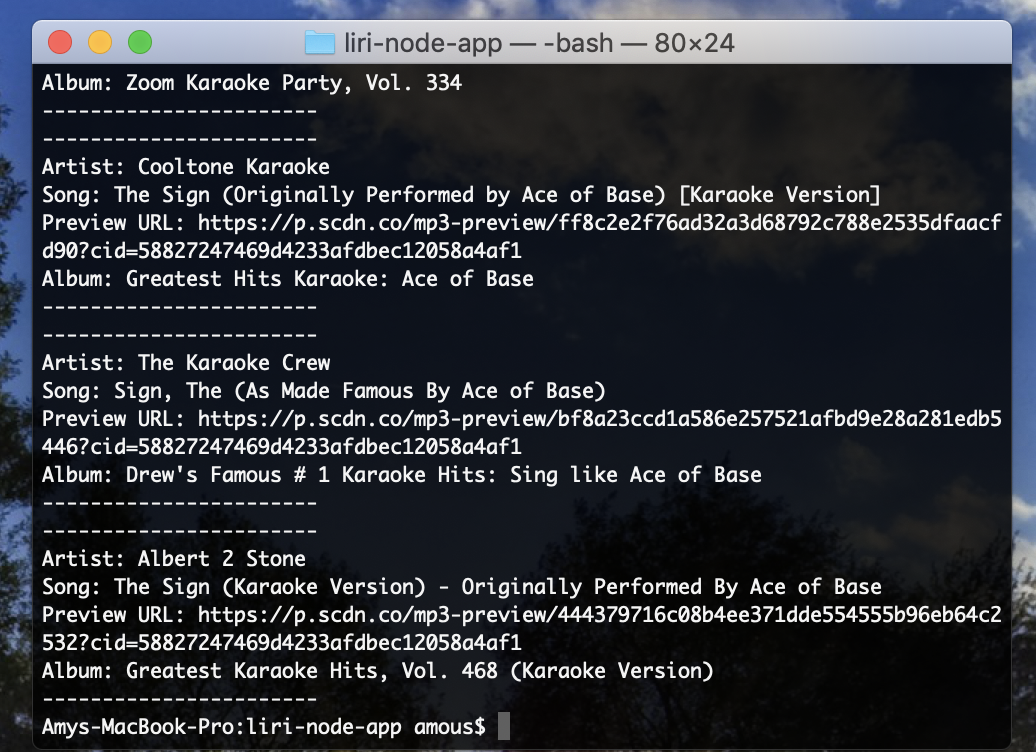 liri-node-app — -bash — 80×24
Album: Zoom Karaoke Party, Vol. 334
-----------------------
-----------------------
Artist: Cooltone Karaoke
Song: The Sign (Originally Performed by Ace of Base) [Karaoke Version]
Preview URL: https://p.scdn.co/mp3-preview/ff8c2e2f76ad32a3d68792c788e2535dfaacf
d90?cid=58827247469d4233afdbec12058a4af1
Album: Greatest Hits Karaoke: Ace of Base
-----------------------
-----------------------
Artist: The Karaoke Crew
Song: Sign, The (As Made Famous By Ace of Base)
Preview URL: https://p.scdn.co/mp3-preview/bf8a23ccd1a586e257521afbd9e28a281edb5
446?cid=58827247469d4233afdbec12058a4af1
Album: Drew's Famous # 1 Karaoke Hits: Sing like Ace of Base
-----------------------
-----------------------
Artist: Albert 2 Stone
Song: The Sign (Karaoke Version) - Originally Performed By Ace of Base
Preview URL: https://p.scdn.co/mp3-preview/444379716c08b4ee371dde554555b96eb64c2
532?cid=58827247469d4233afdbec12058a4af1
Album: Greatest Karaoke Hits, Vol. 468 (Karaoke Version)
-----------------------
Amys-MacBook-Pro:liri-node-app amous$